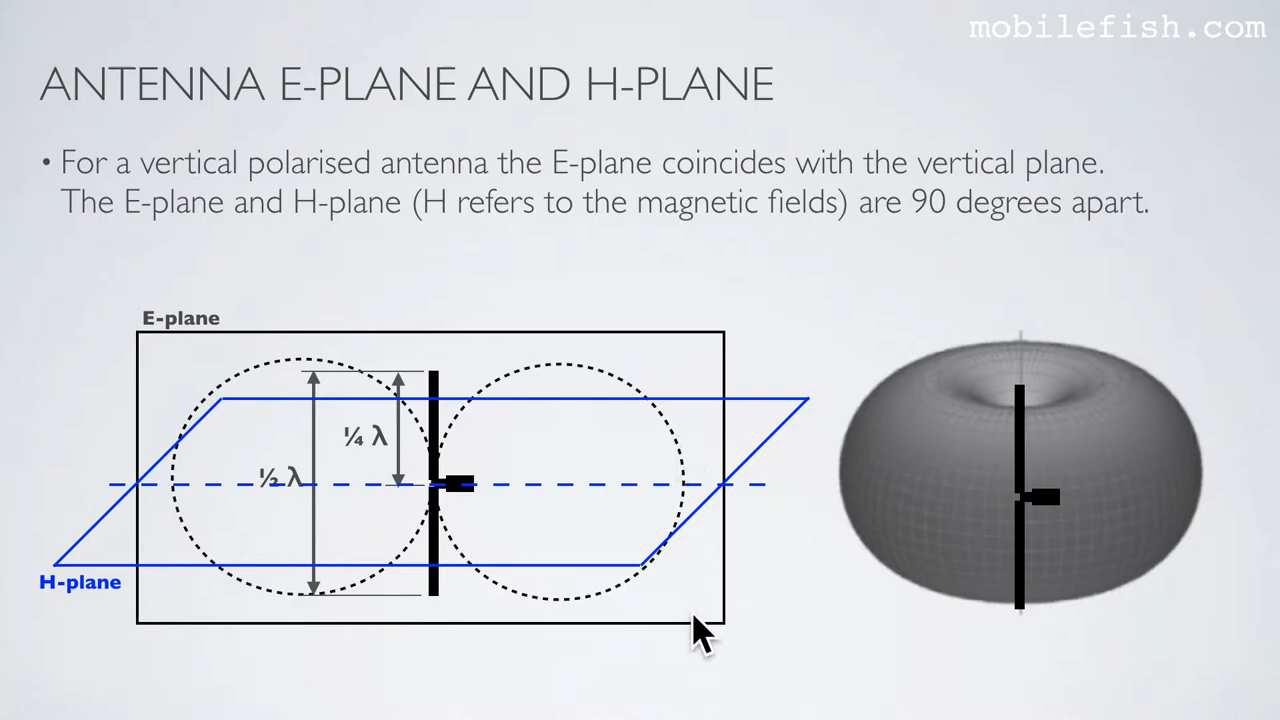 mobilefish.com
ANTENNA E-PLANE AND H-PLANE
• For a vertical polarised antenna the E-plane coincides with the vertical plane.
The E-plane and H-plane (H refers to the magnetic fields) are 90 degrees apart.
E-plane
¼ λ
½ λ
H-plane